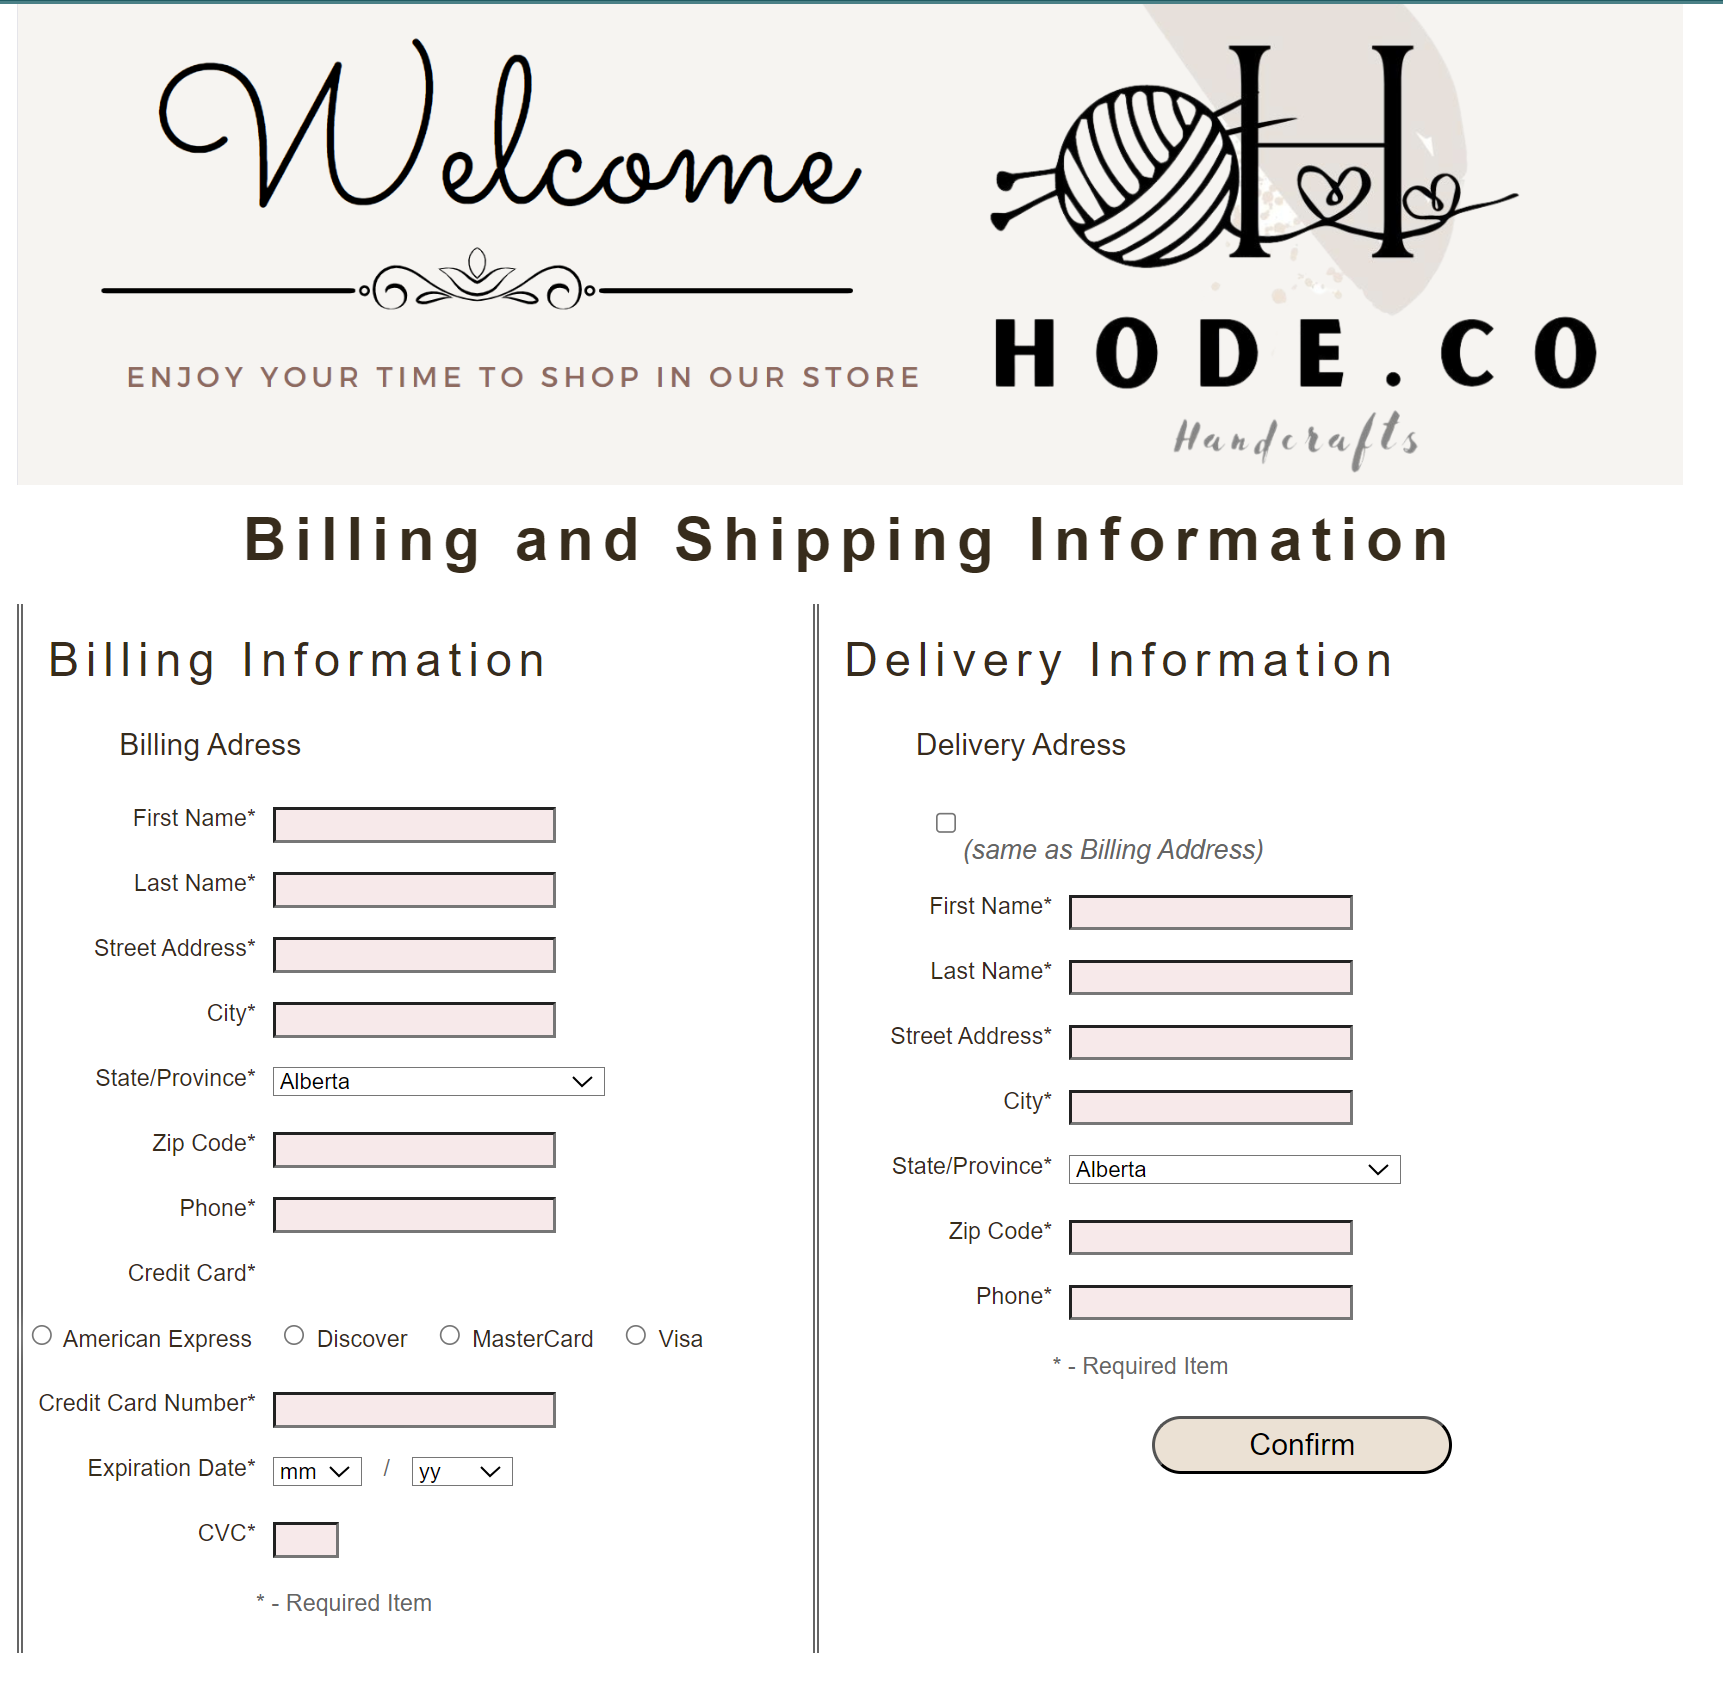 Welcome
ENJOY YOUR TIME TO SHOP IN OUR STORE
H
HODE.CO
Handcrafts
Billing and Shipping Information
Billing Information
Billing Adress
First Name*
Last Name*
Street Address*
City*
State/Province* Alberta
Zip Code*
Phone*
Credit Card*
American Express Discover MasterCard Visa
Credit Card Number*
Expiration Date* mm / yy
CVC*
* - Required Item
Delivery Information
Delivery Adress
(same as Billing Address)
First Name*
Last Name*
Street Address*
City*
State/Province* Alberta
Zip Code*
Phone*
* - Required Item
Confirm